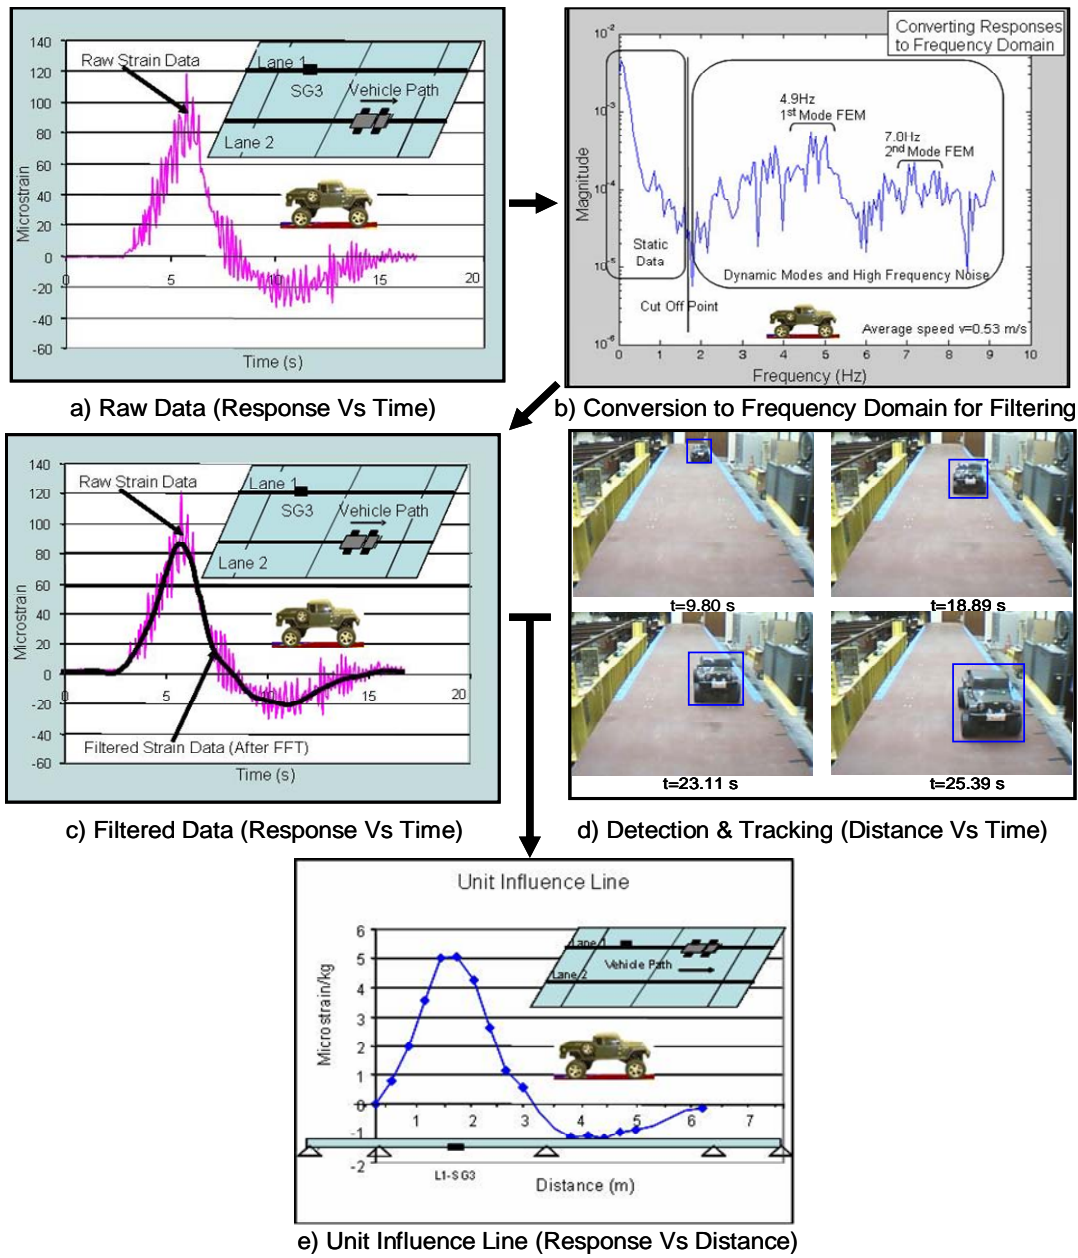 140
120
100
80
60
40
20
0
-20
-40
-60
0
5
10
15
20
Microstrain
Time (s)
Raw Strain Data
Lane 1
SG3
Vehicle Path
Lane 2
a) Raw Data (Response Vs Time)
Converting Responses
to Frequency Domain
10-2
10-3
10-4
10-5
10-6
0
1
2
3
4
5
6
7
8
9
10
Magnitude
Frequency (Hz)
4.9Hz
1st Mode FEM
7.0Hz
2nd Mode FEM
Static
Data
Dynamic Modes and High Frequency Noise
Cut Off Point
Average speed v=0.53 m/s
b) Conversion to Frequency Domain for Filtering
140
120
100
80
60
40
20
0
-20
-40
-60
0
5
10
15
20
Microstrain
Time (s)
Raw Strain Data
Lane 1
SG3
Vehicle Path
Lane 2
Filtered Strain Data (After FFT)
c) Filtered Data (Response Vs Time)
t=9.80 s
t=18.89 s
t=23.11 s
t=25.39 s
d) Detection & Tracking (Distance Vs Time)
Unit Influence Line
6
5
4
3
2
1
0
-1
-2
1
2
3
4
5
6
7
Microstrain/kg
Distance (m)
Lane 1
Vehicle Path
Lane 2
L1-SG3
e) Unit Influence Line (Response Vs Distance)